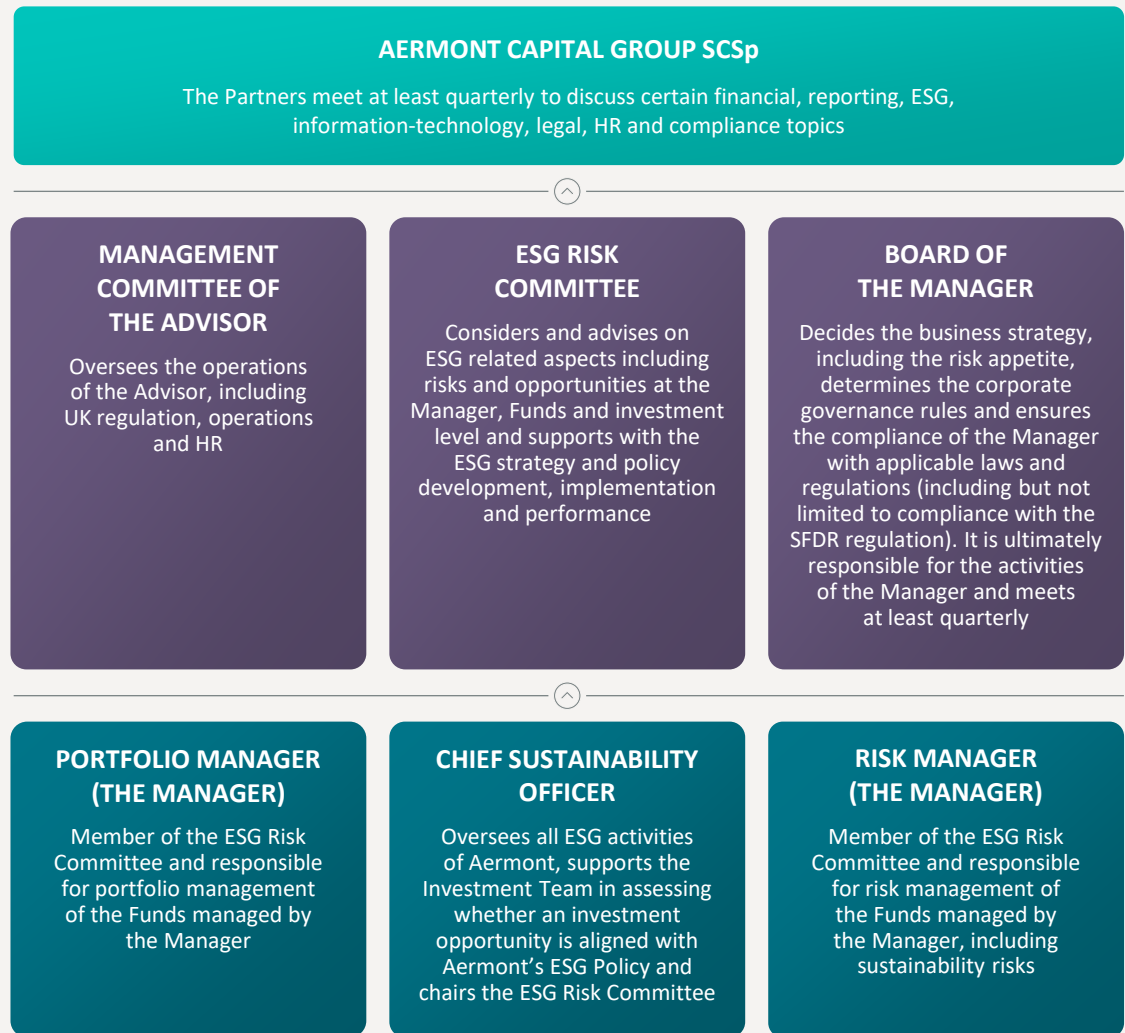 AERMONT CAPITAL GROUP SCSp
The Partners meet at least quarterly to discuss certain financial, reporting, ESG,
information-technology, legal, HR and compliance topics
MANAGEMENT
COMMITTEE OF
THE ADVISOR
Oversees the operations
of the Advisor, including
UK regulation, operations
and HR
ESG RISK
COMMITTEE
Considers and advises on
ESG related aspects including
risks and opportunities at the
Manager, Funds and investment
level and supports with the
ESG strategy and policy
development, implementation
and performance
BOARD OF
THE MANAGER
Decides the business strategy,
including the risk appetite,
determines the corporate
governance rules and ensures
the compliance of the Manager
with applicable laws and
regulations (including but not
limited to compliance with the
SFDR regulation). It is ultimately
responsible for the activities
of the Manager and meets
at least quarterly
PORTFOLIO MANAGER
(THE MANAGER)
Member of the ESG Risk
Committee and responsible
for portfolio management
of the Funds managed by
the Manager
CHIEF SUSTAINABILITY
OFFICER
Oversees all ESG activities
of Aermont, supports the
Investment Team in assessing
whether an investment
opportunity is aligned with
Aermont’s ESG Policy and
chairs the ESG Risk Committee
RISK MANAGER
(THE MANAGER)
Member of the ESG Risk
Committee and responsible
for risk management of
the Funds managed by
the Manager, including
sustainability risks